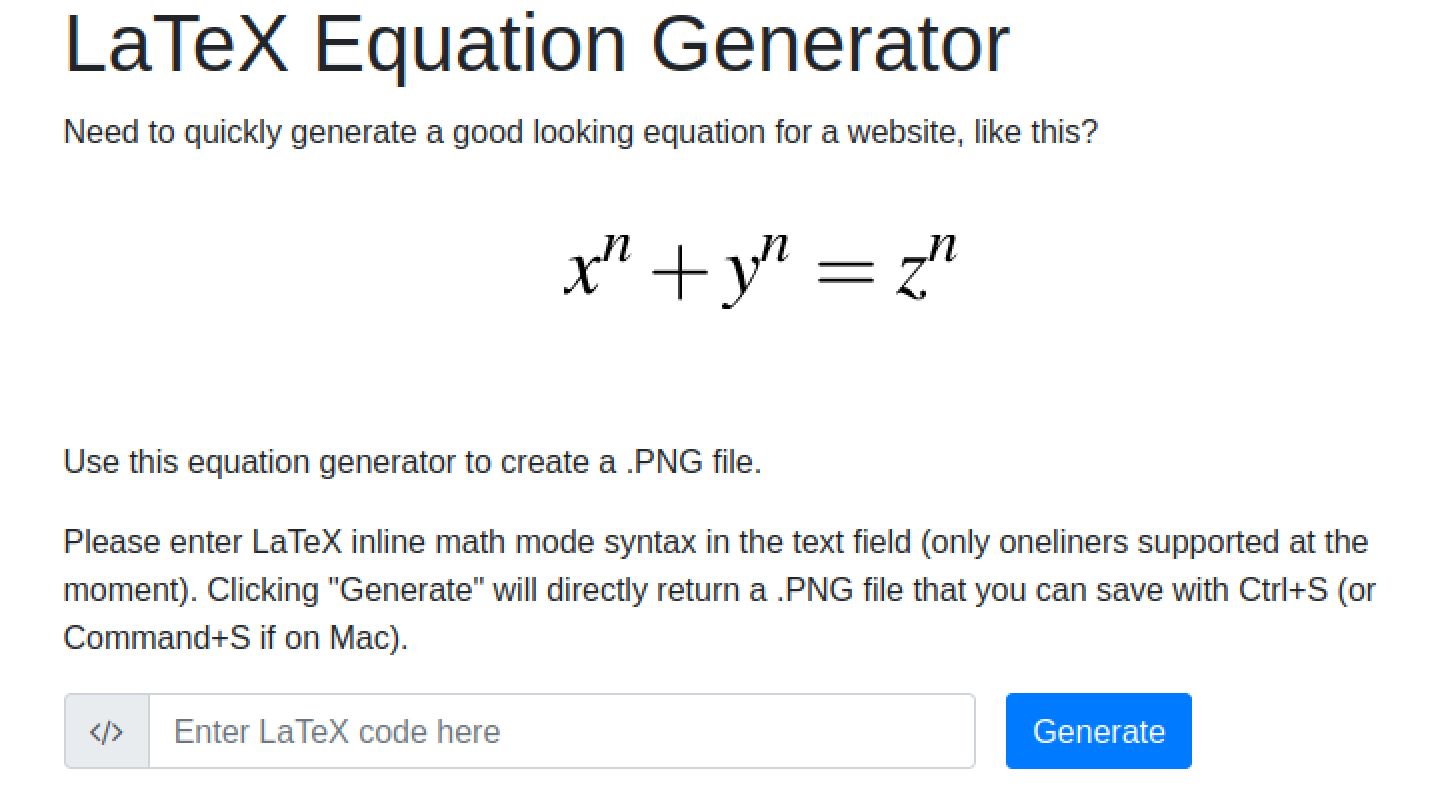 LaTeX Equation Generator
Need to quickly generate a good looking equation for a website, like this?
xⁿ + yⁿ = zⁿ
Use this equation generator to create a .PNG file.
Please enter LaTeX inline math mode syntax in the text field (only oneliners supported at the
moment). Clicking "Generate" will directly return a .PNG file that you can save with Ctrl+S (or
Command+S if on Mac).
</> Enter LaTeX code here Generate